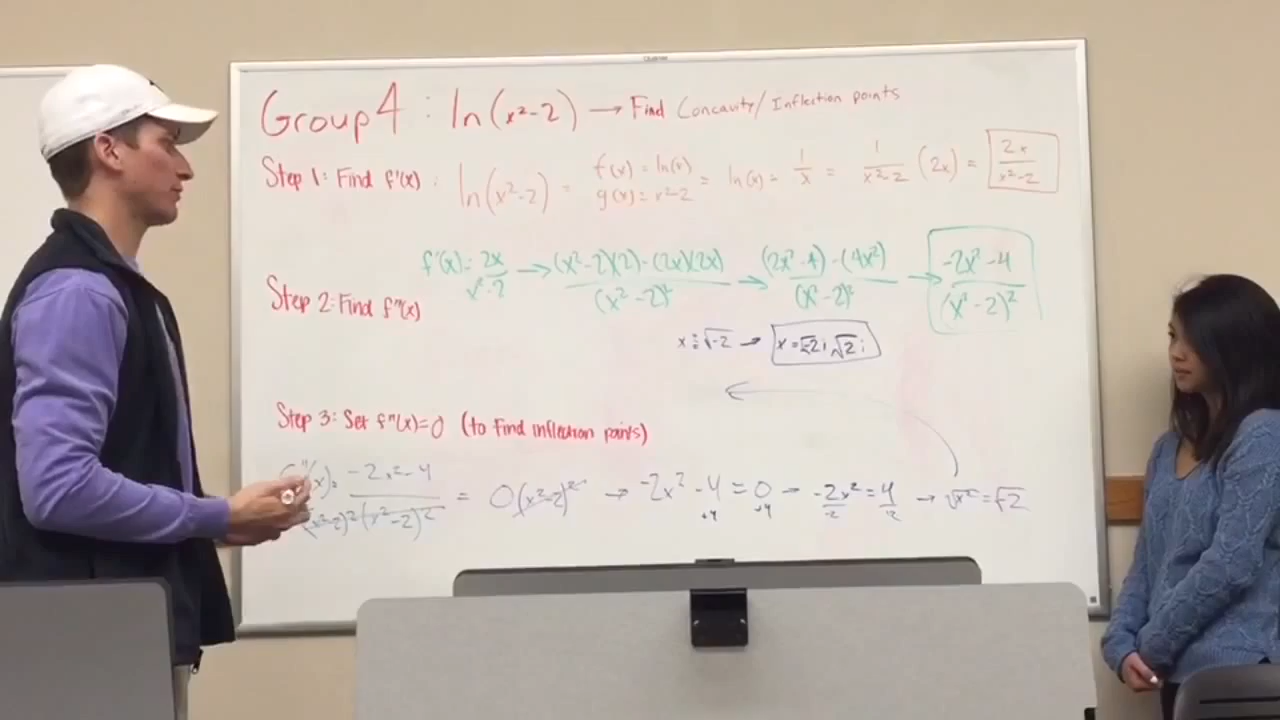 Group 4 : ln(x²-2) → Find Concavity/Inflection points
Step 1: Find f'(x) : ln(x²-2) = f(x) = ln(x) g(x) = x²-2 = ln(x) = 1/x = 1/(x²-2) (2x) = 2x/(x²-2)
f'(x) = 2x/(x²-2) → ((x²-2)(2) - (2x)(2x))/(x²-2)² → ((2x²-4) - (4x²))/(x²-2)² → (-2x²-4)/(x²-2)²
Step 2: Find f''(x)
x = √-2 → x =
Step 3: Set f''(x)=0 (to find inflection points)
(-2x²-4)/(x²-2)² (x²-2)² = 0(x²-2)² → -2x²-4=0 → -2x²=4 → √x²=√-2
+4 +4 -2 -2